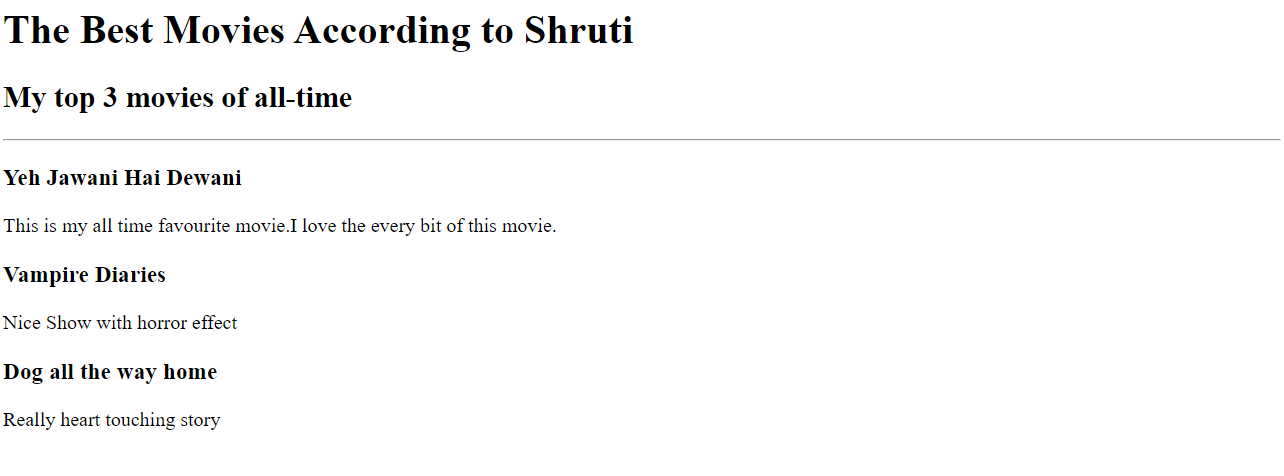 The Best Movies According to Shruti
My top 3 movies of all-time
Yeh Jawani Hai Dewani
This is my all time favourite movie.I love the every bit of this movie.
Vampire Diaries
Nice Show with horror effect
Dog all the way home
Really heart touching story